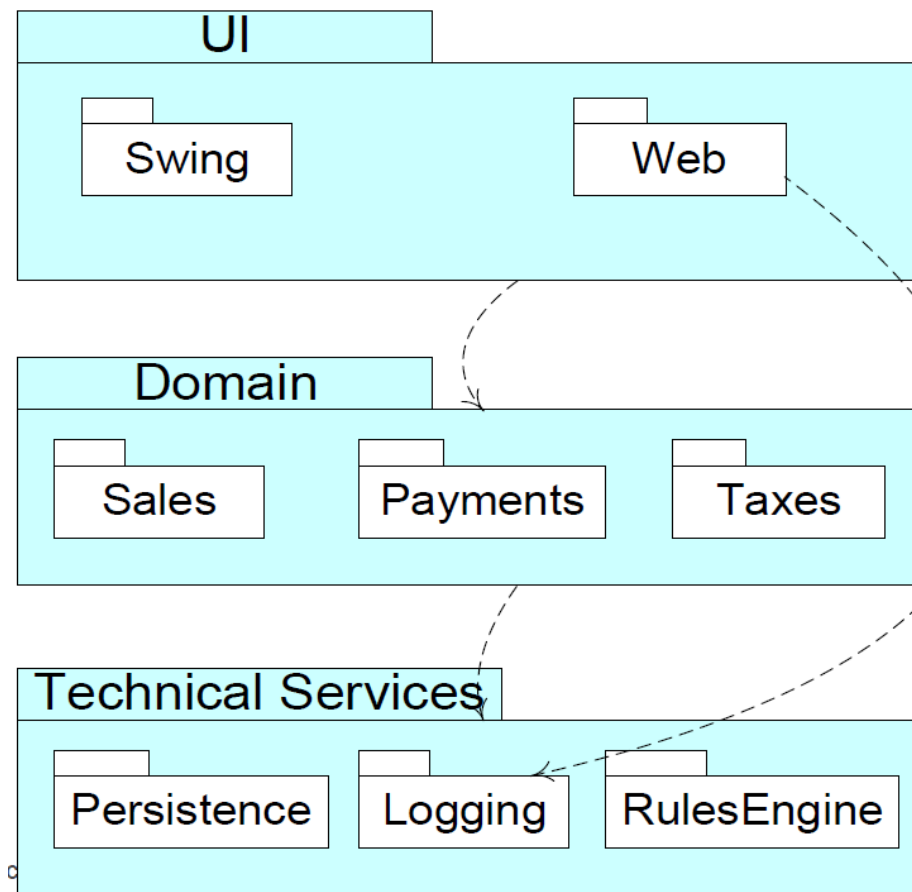 UI
Swing
Web
Domain
Sales
Payments
Taxes
Technical Services
Persistence
Logging
RulesEngine